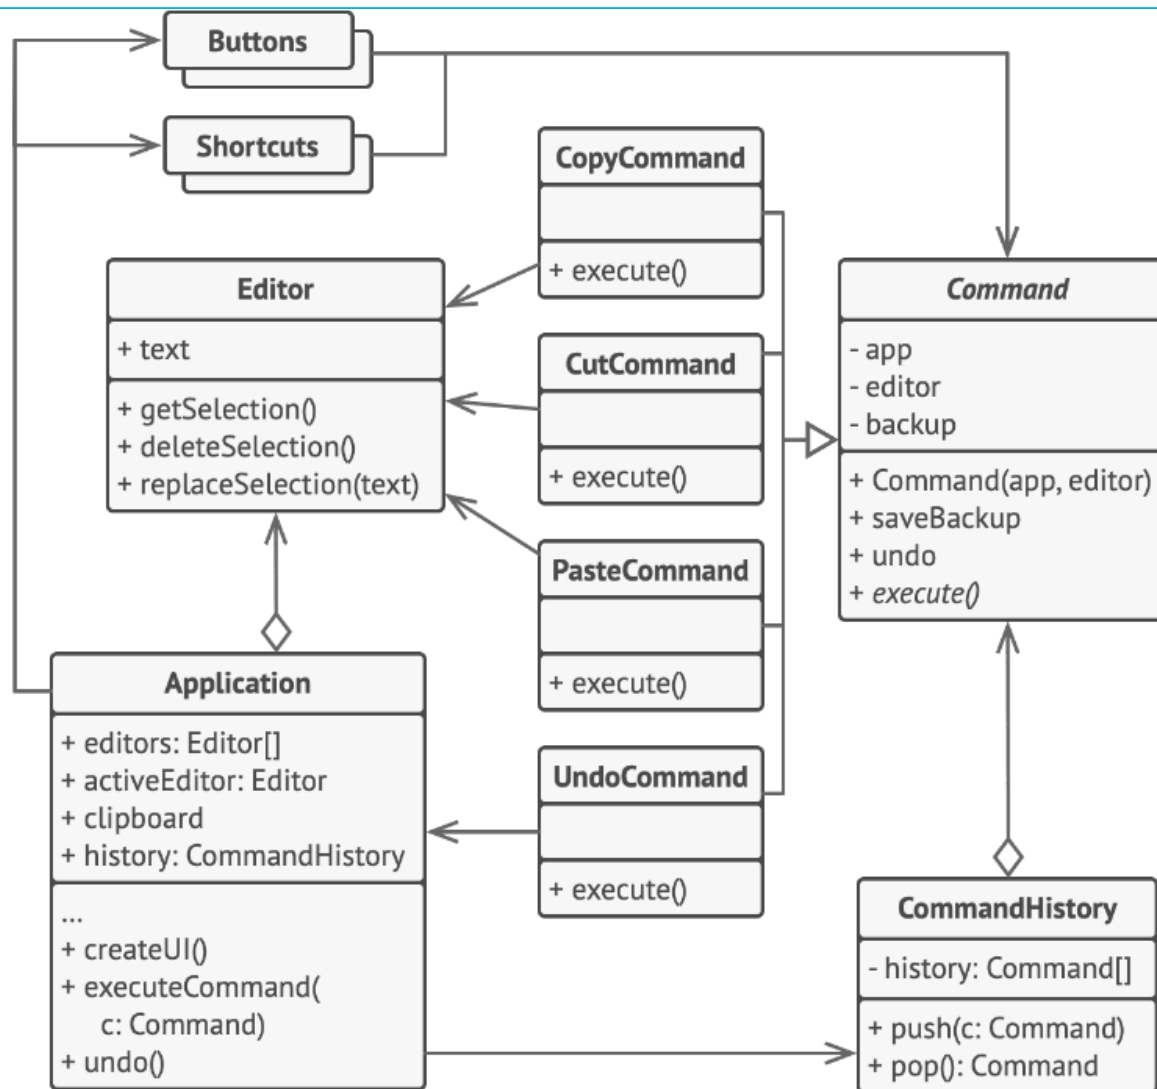 Buttons
Shortcuts
CopyCommand
+ execute()
Editor
+ text
+ getSelection()
+ deleteSelection()
+ replaceSelection(text)
CutCommand
+ execute()
Command
- app
- editor
- backup
+ Command(app, editor)
+ saveBackup
+ undo
+ execute()
PasteCommand
+ execute()
Application
+ editors: Editor[]
+ activeEditor: Editor
+ clipboard
+ history: CommandHistory
...
+ createUI()
+ executeCommand(
c: Command)
+ undo()
UndoCommand
+ execute()
CommandHistory
- history: Command[]
+ push(c: Command)
+ pop(): Command